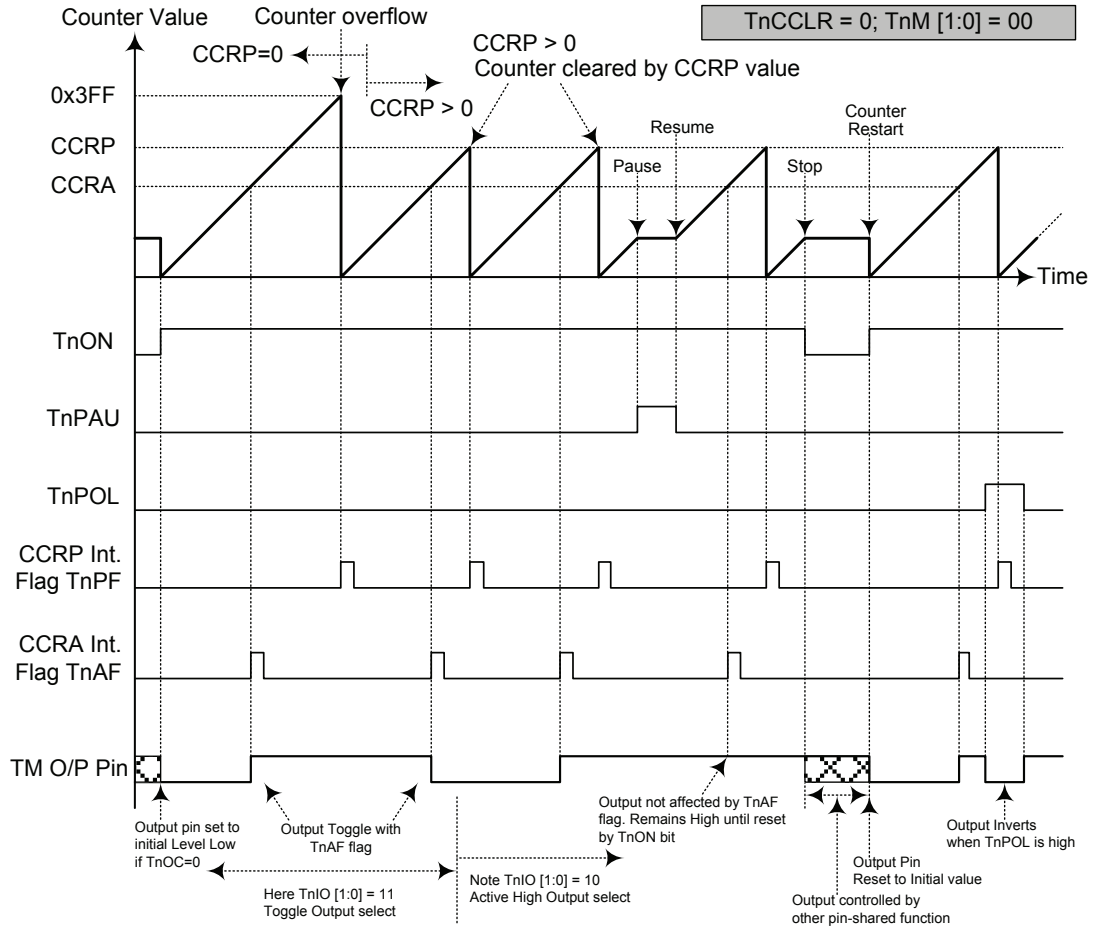 Counter Value
Counter overflow
TnCCLR = 0; TnM [1:0] = 00
CCRP=0
CCRP > 0
CCRP > 0
Counter cleared by CCRP value
0x3FF
CCRP
CCRA
Pause
Resume
Stop
Counter
Restart
Time
TnON
TnPAU
TnPOL
CCRP Int.
Flag TnPF
CCRA Int.
Flag TnAF
TM O/P Pin
Output pin set to
initial Level Low
if TnOC=0
Output Toggle with
TnAF flag
Here TnIO [1:0] = 11
Toggle Output select
Note TnIO [1:0] = 10
Active High Output select
Output not affected by TnAF
flag. Remains High until reset
by TnON bit
Output controlled by
other pin-shared function
Output Pin
Reset to Initial value
Output Inverts
when TnPOL is high